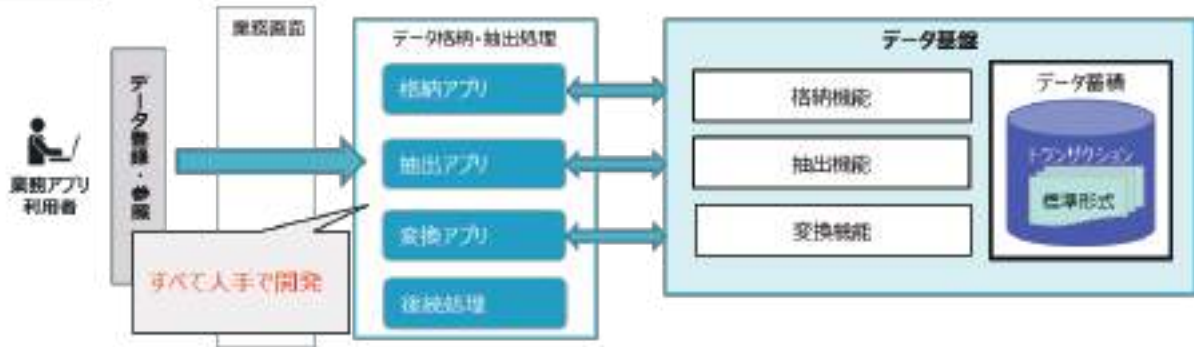 業務アプリ
利用者
データ登録・参照
業務画面
すべて人手で開発
データ格納・抽出処理
格納アプリ
抽出アプリ
変換アプリ
後続処理
データ基盤
格納機能
抽出機能
変換機能
データ蓄積
トランザクション
標準形式